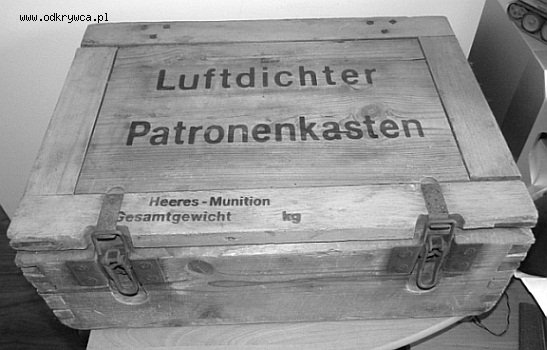 www.odkrywca.pl
Luftdichter
Patronenkasten
Heeres - Munition
Gesamtgewicht kg